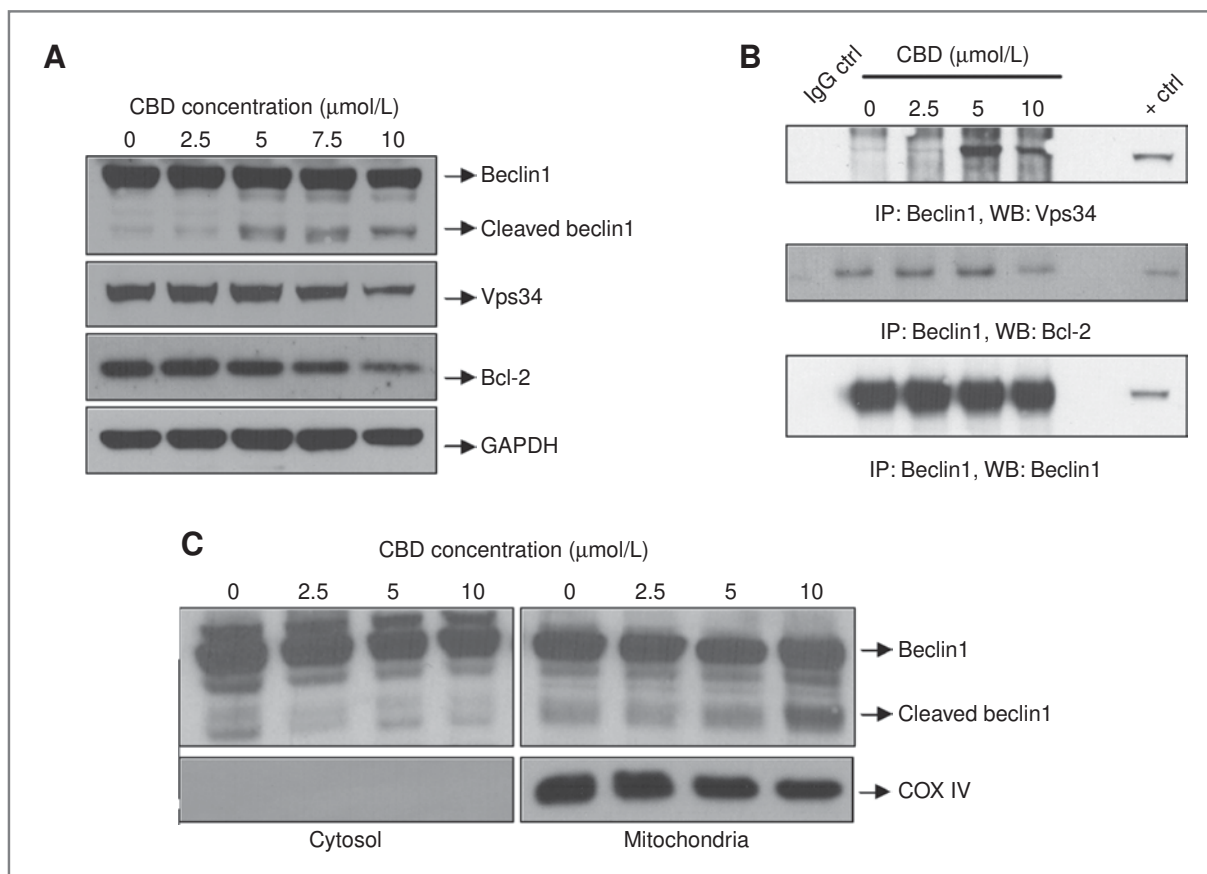 A
CBD concentration (μmol/L)
0 2.5 5 7.5 10
Beclin1
Cleaved beclin1
Vps34
Bcl-2
GAPDH
B
IgG ctrl
CBD (μmol/L)
0 2.5 5 10
+ ctrl
IP: Beclin1, WB: Vps34
IP: Beclin1, WB: Bcl-2
IP: Beclin1, WB: Beclin1
C
CBD concentration (μmol/L)
0 2.5 5 10 0 2.5 5 10
Beclin1
Cleaved beclin1
COX IV
Cytosol Mitochondria